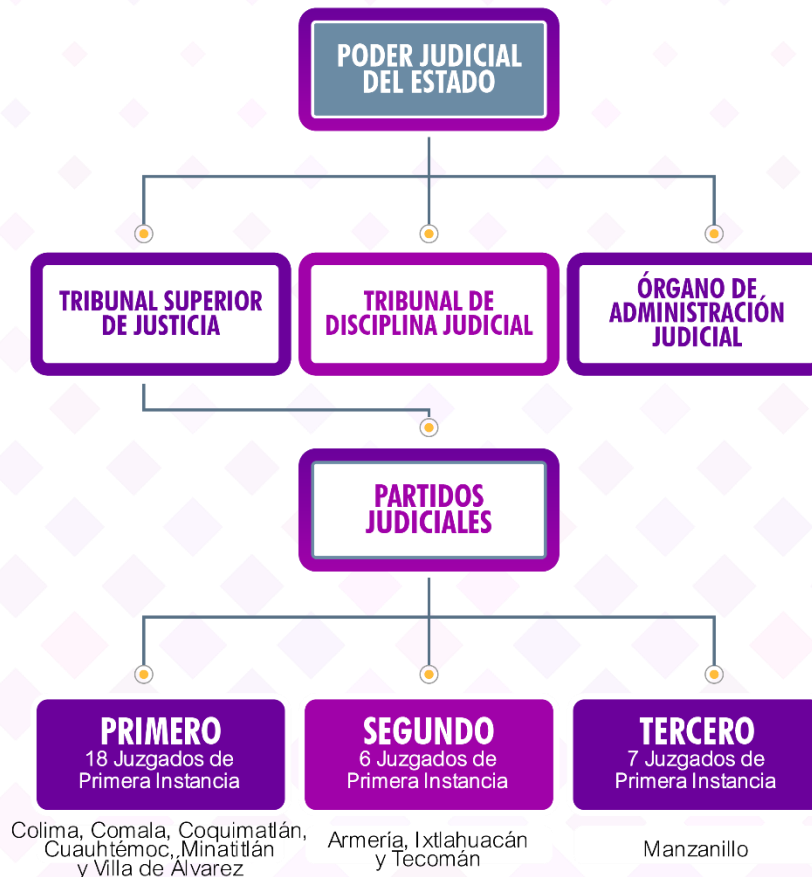 PODER JUDICIAL
DEL ESTADO
TRIBUNAL SUPERIOR
DE JUSTICIA
TRIBUNAL DE
DISCIPLINA JUDICIAL
ÓRGANO DE
ADMINISTRACIÓN
JUDICIAL
PARTIDOS
JUDICIALES
PRIMERO
18 Juzgados de
Primera Instancia
Colima, Comala, Coquimatlán,
Cuauhtémoc, Minatitlán
y Villa de Álvarez
SEGUNDO
6 Juzgados de
Primera Instancia
Armería, Ixtlahuacán
y Tecomán
TERCERO
7 Juzgados de
Primera Instancia
Manzanillo